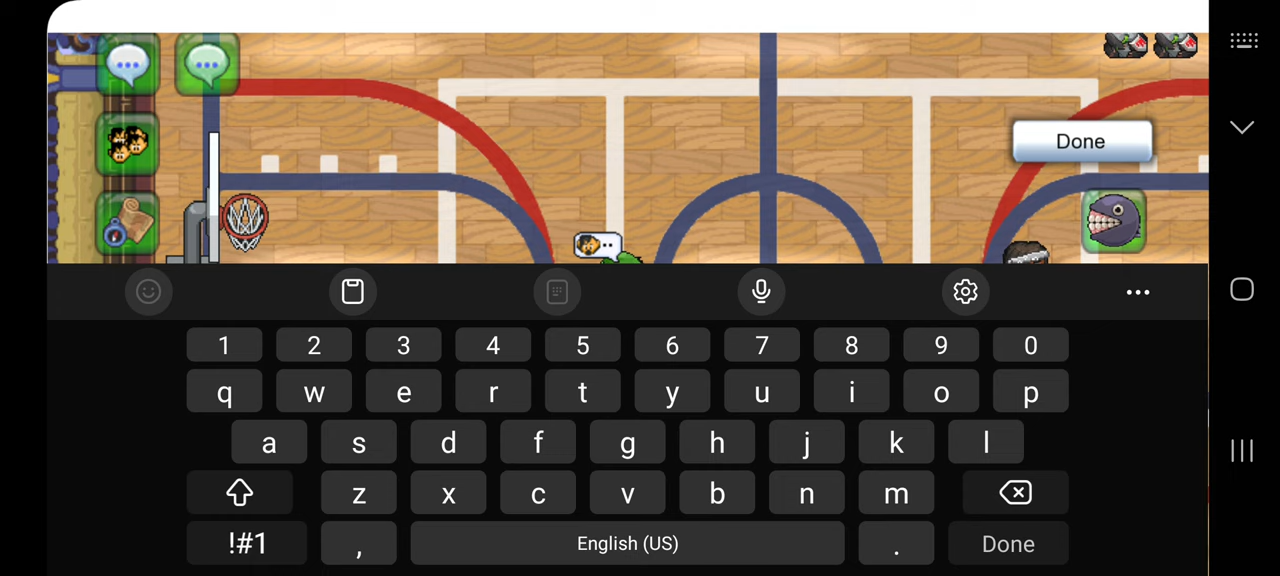 Done
1 2 3 4 5 6 7 8 9 0
q w e r t y u i o p
a s d f g h j k l
z x c v b n m
!#1 , English (US) . Done